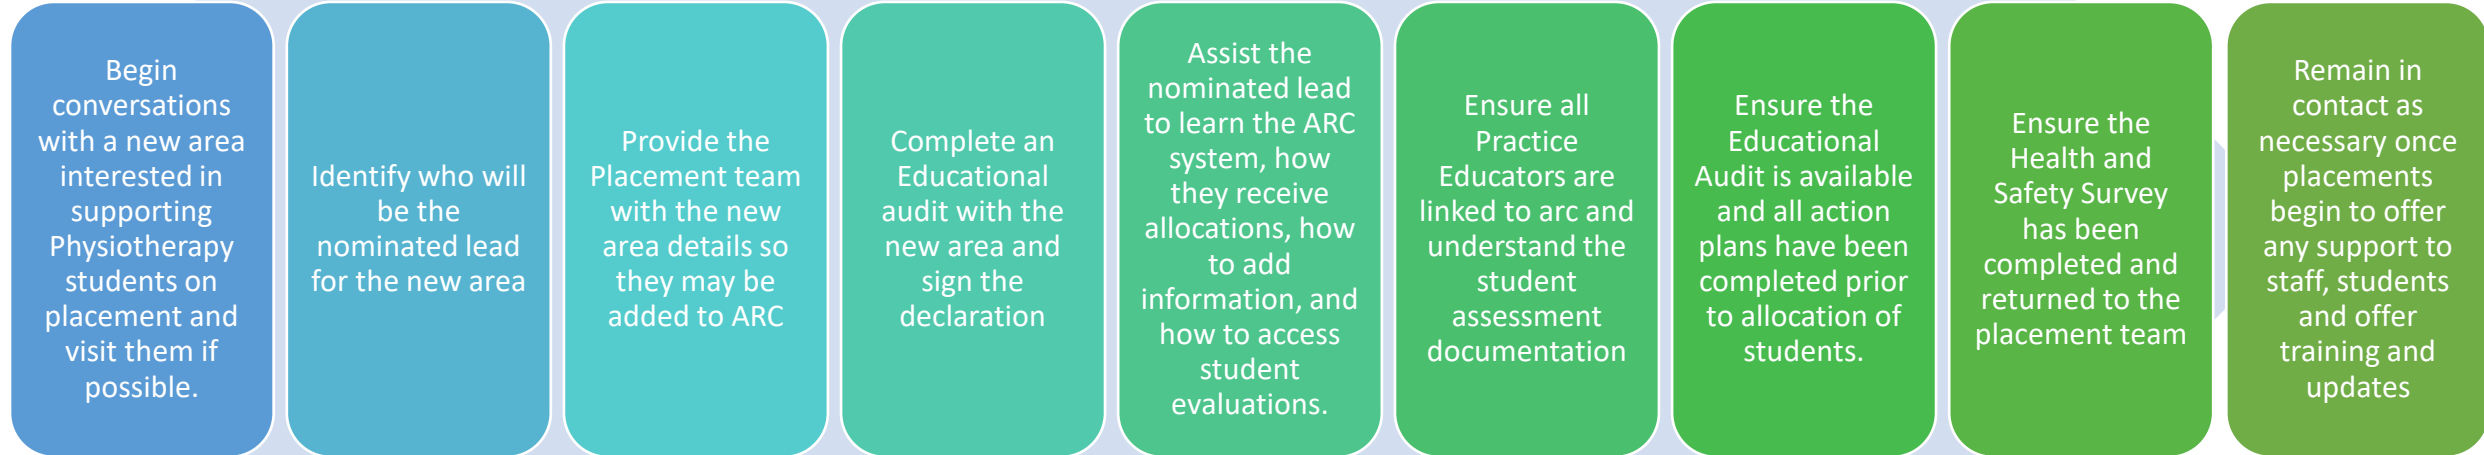 Begin
conversations
with a new area
interested in
supporting
Physiotherapy
students on
placement and
visit them if
possible.
Identify who will
be the
nominated lead
for the new area
Provide the
Placement team
with the new
area details so
they may be
added to ARC
Complete an
Educational
audit with the
new area and
sign the
declaration
Assist the
nominated lead
to learn the ARC
system, how
they receive
allocations, how
to add
information, and
how to access
student
evaluations.
Ensure all
Practice
Educators are
linked to arc and
understand the
student
assessment
documentation
Ensure the
Educational
Audit is available
and all action
plans have been
completed prior
to allocation of
students.
Ensure the
Health and
Safety Survey
has been
completed and
returned to the
placement team
Remain in
contact as
necessary once
placements
begin to offer
any support to
staff, students
and offer
training and
updates